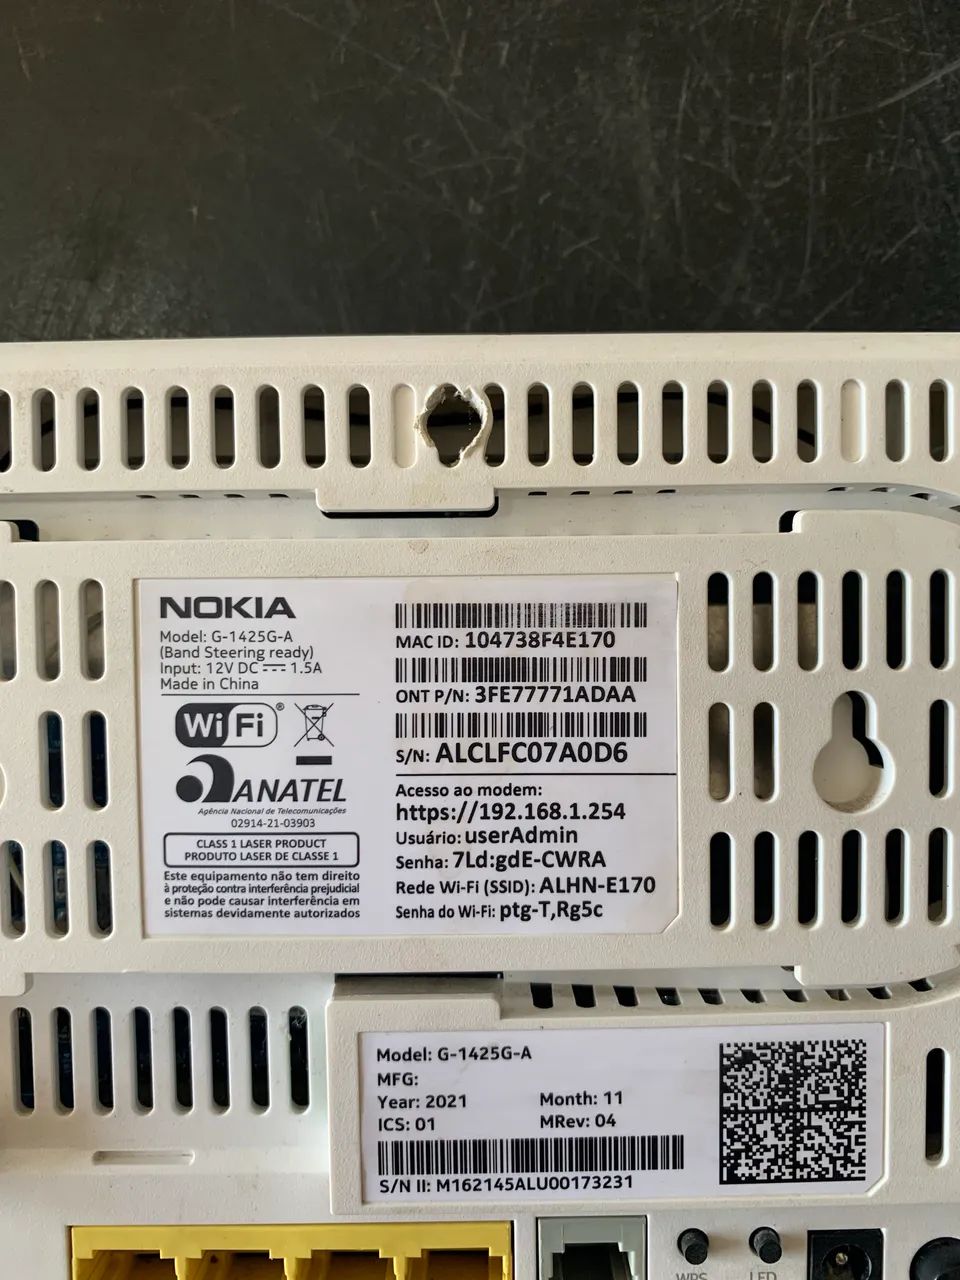 NOKIA
Model: G-1425G-A
(Band Steering ready)
Input: 12V DC ⎓ 1.5A
Made in China
WiFi®
ANATEL
Agência Nacional de Telecomunicações
02914-21-03903
CLASS 1 LASER PRODUCT
PRODUTO LASER DE CLASSE 1
Este equipamento não tem direito
à proteção contra interferência prejudicial
e não pode causar interferência em
sistemas devidamente autorizados
MAC ID: 104738F4E170
ONT P/N: 3FE77771ADAA
S/N: ALCLFC07A0D6
Acesso ao modem:
https://192.168.1.254
Usuário: userAdmin
Senha: 7Ld:gdE-CWRA
Rede Wi-Fi (SSID): ALHN-E170
Senha do Wi-Fi: ptg-T,Rg5c
Model: G-1425G-A
MFG:
Year: 2021 Month: 11
ICS: 01 MRev: 04
S/N II: M162145ALU00173231
WPS LED